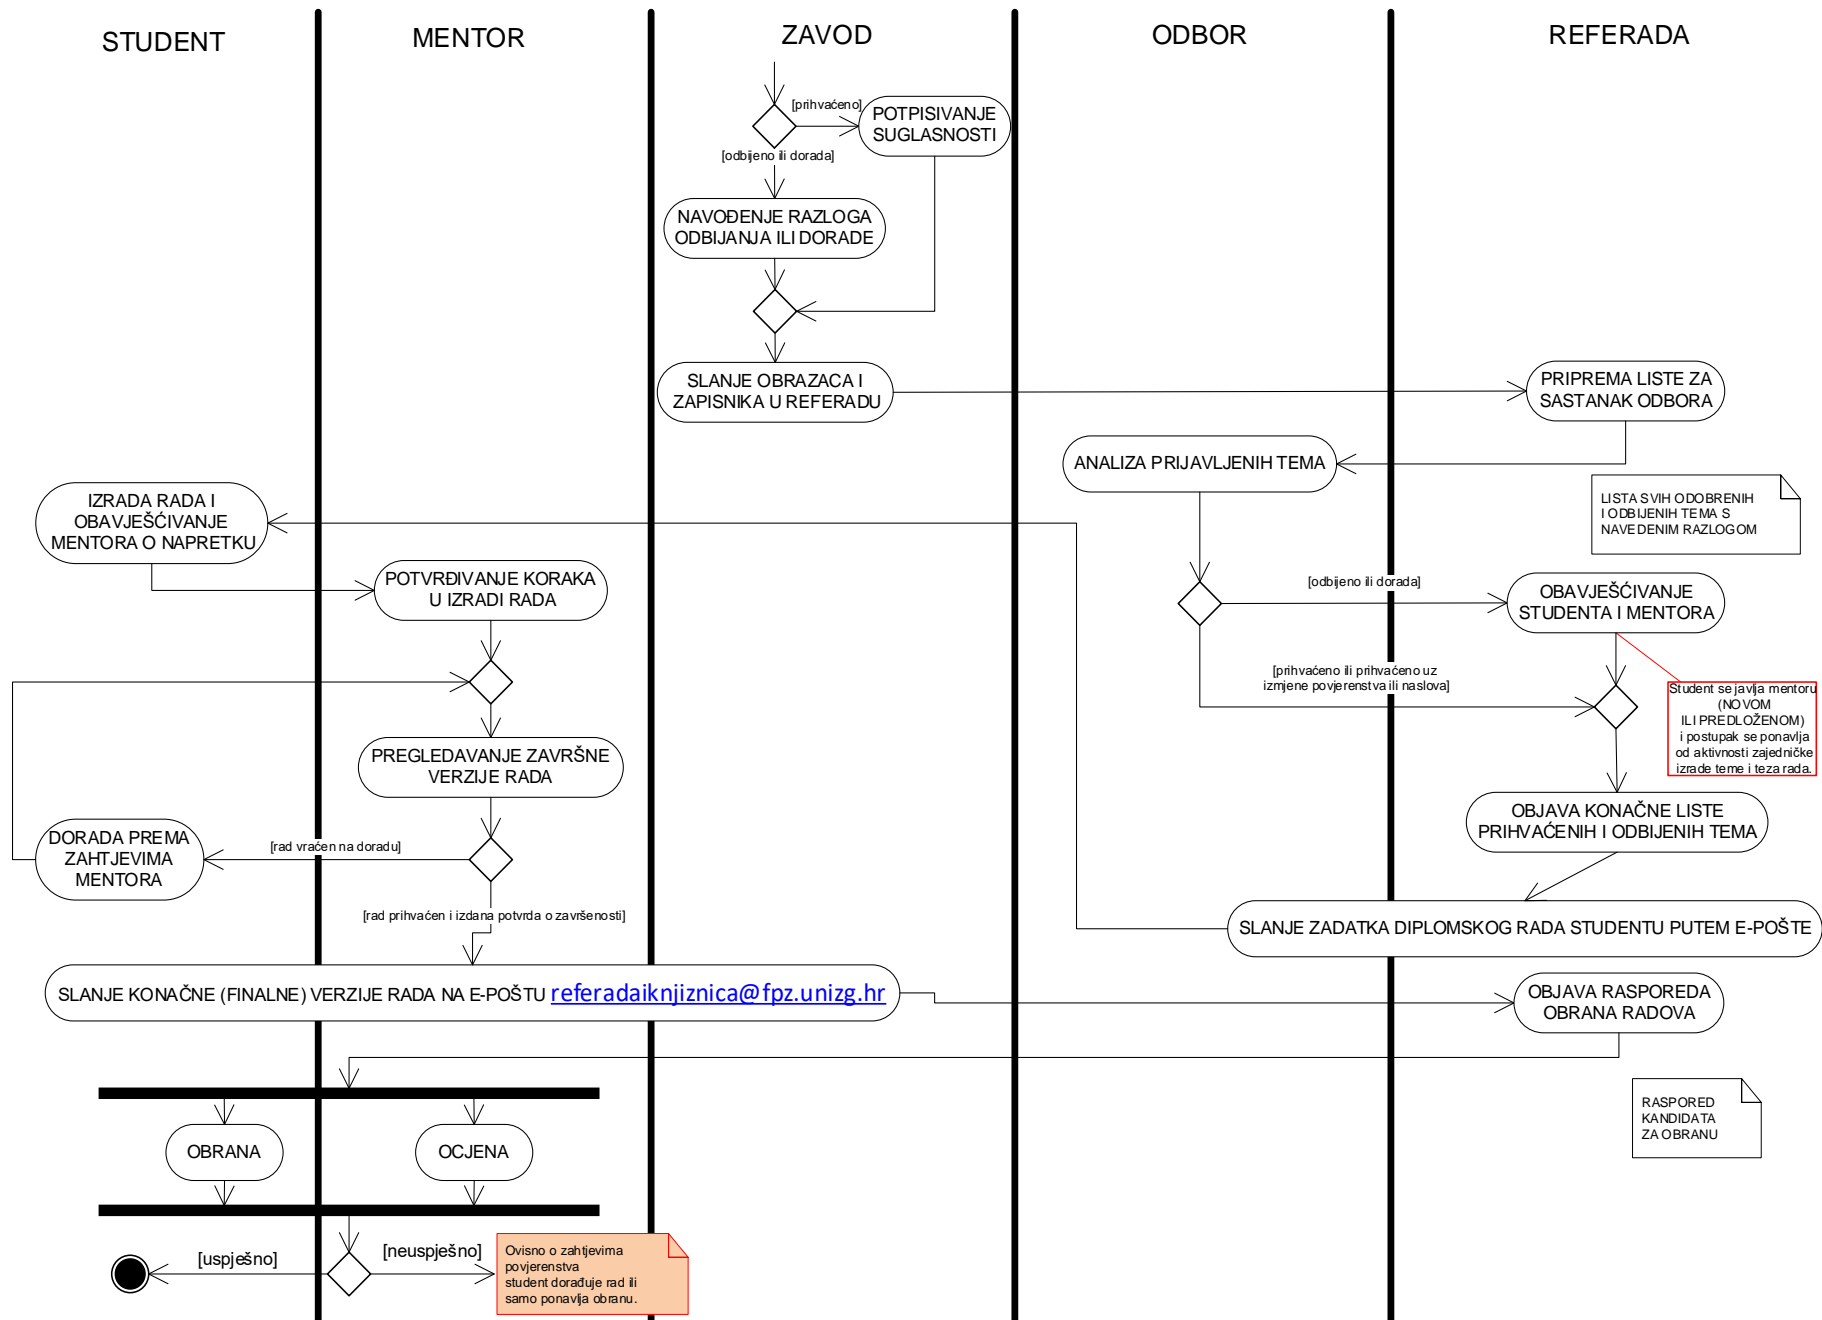 STUDENT
MENTOR
ZAVOD
ODBOR
REFERADA
[prihvaćeno]
POTPISIVANJE
SUGLASNOSTI
[odbijeno ili dorada]
NAVOĐENJE RAZLOGA
ODBIJANJA ILI DORADE
SLANJE OBRAZACA I
ZAPISNIKA U REFERADU
PRIPREMA LISTE ZA
SASTANAK ODBORA
ANALIZA PRIJAVLJENIH TEMA
LISTA SVIH ODOBRENIH
I ODBIJENIH TEMA S
NAVEDENIM RAZLOGOM
IZRADA RADA I
OBAVJEŠĆIVANJE
MENTORA O NAPRETKU
POTVRĐIVANJE KORAKA
U IZRADI RADA
[odbijeno ili dorada]
OBAVJEŠĆIVANJE
STUDENTA I MENTORA
[prihvaćeno ili prihvaćeno uz
izmjene povjerenstva ili naslova]
Student se javlja mentoru
(NOVOM
ILI PREDLOŽENOM)
i postupak se ponavlja
od aktivnosti zajedničke
izrade teme i teza rada.
PREGLEDAVANJE ZAVRŠNE
VERZIJE RADA
OBJAVA KONAČNE LISTE
PRIHVAĆENIH I ODBIJENIH TEMA
DORADA PREMA
ZAHTJEVIMA
MENTORA
[rad vraćen na doradu]
[rad prihvaćen i izdana potvrda o završenosti]
SLANJE ZADATKA DIPLOMSKOG RADA STUDENTU PUTEM E-POŠTE
SLANJE KONAČNE (FINALNE) VERZIJE RADA NA E-POŠTU referadaiknjiznica@fpz.unizg.hr
OBJAVA RASPOREDA
OBRANA RADOVA
RASPORED
KANDIDATA
ZA OBRANU
OBRANA
OCJENA
[uspješno]
[neuspješno]
Ovisno o zahtjevima
povjerenstva
student dorađuje rad ili
samo ponavlja obranu.